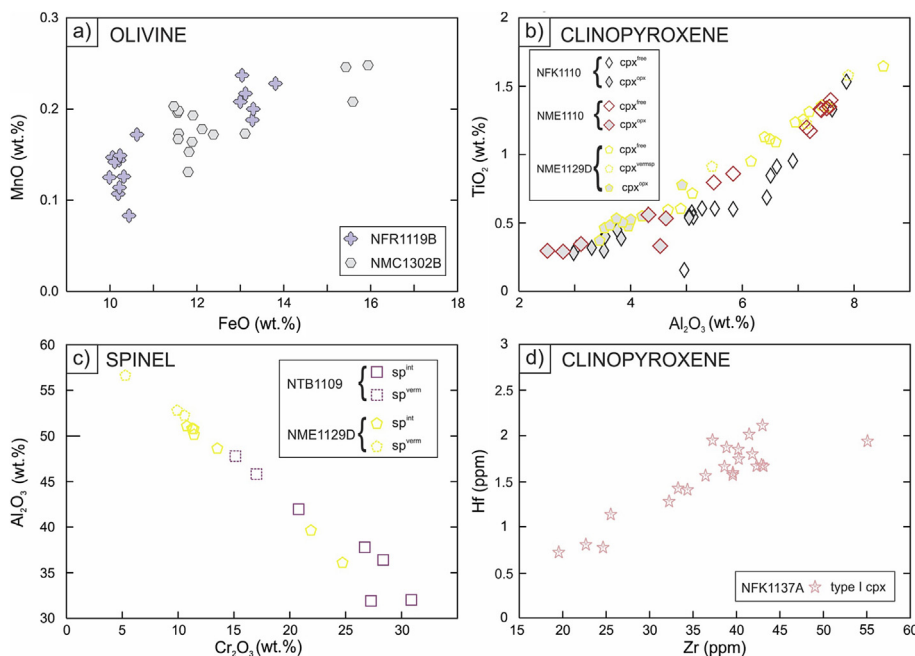 a) OLIVINE
0.3
0.2
0.1
0.0
MnO (wt.%)
8 10 12 14 16 18
FeO (wt.%)
NFR1119B
NMC1302B
b) CLINOPYROXENE
2
1.5
1
0.5
0
TiO₂ (wt.%)
2 4 6 8
Al₂O₃ (wt.%)
NFK1110 { cpxᶠʳᵉᵉ
cpxᵒᵖˣ
NME1110 { cpxᶠʳᵉᵉ
cpxᵒᵖˣ
NME1129D { cpxᶠʳᵉᵉ
cpxᵛᵉʳᵐˢᵖ
cpxᵒᵖˣ
c) SPINEL
60
55
50
45
40
35
30
Al₂O₃ (wt.%)
0 5 10 15 20 25 30
Cr₂O₃ (wt.%)
NTB1109 { spⁱⁿᵗ
spᵛᵉʳᵐ
NME1129D { spⁱⁿᵗ
spᵛᵉʳᵐ
d) CLINOPYROXENE
3
2.5
2
1.5
1
0.5
0
Hf (ppm)
15 20 25 30 35 40 45 50 55 60
Zr (ppm)
NFK1137A type I cpx